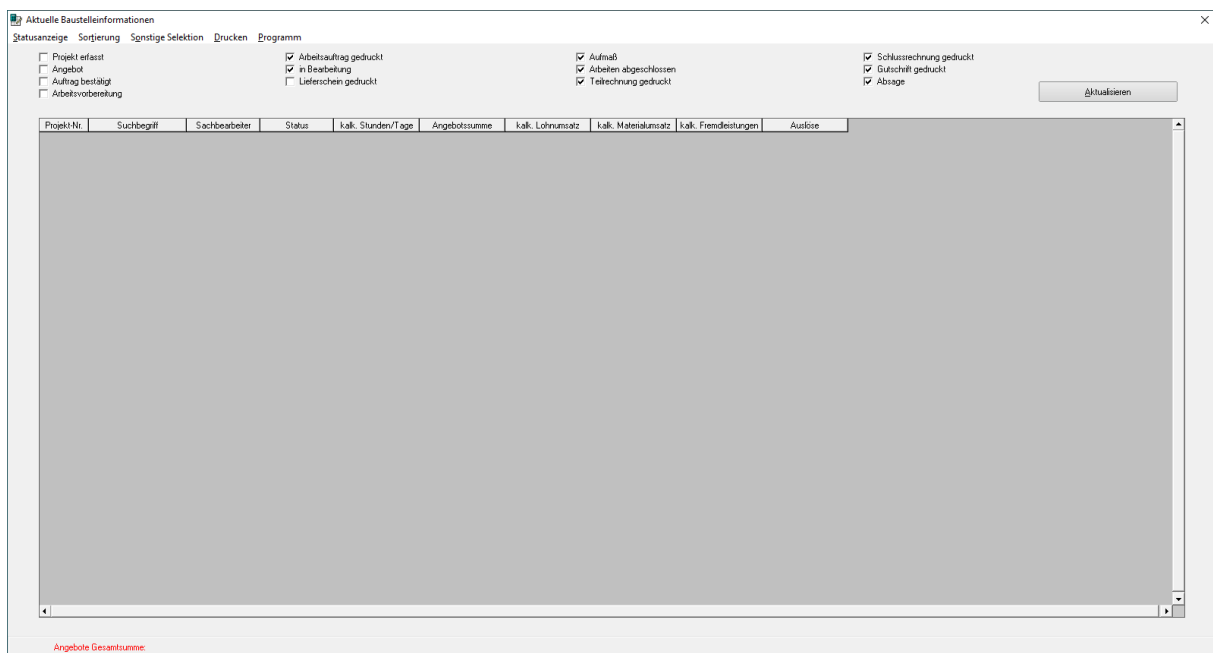 Aktuelle Baustelleinformationen
Statusanzeige Sortierung Sonstige Selektion Drucken Programm
Projekt erfasst Arbeitsauftrag gedruckt Aufmaß Schlussrechnung gedruckt
Angebot in Bearbeitung Arbeiten abgeschlossen Gutschrift gedruckt
Auftrag bestätigt Lieferschein gedruckt Teilrechnung gedruckt Absage
Arbeitsvorbereitung Aktualisieren
Projekt-Nr. Suchbegriff Sachbearbeiter Status kalk. Stunden/Tage Angebotssumme kalk. Lohnumsatz kalk. Materialumsatz kalk. Fremdleistungen Auslöse
Angebote Gesamtsumme: